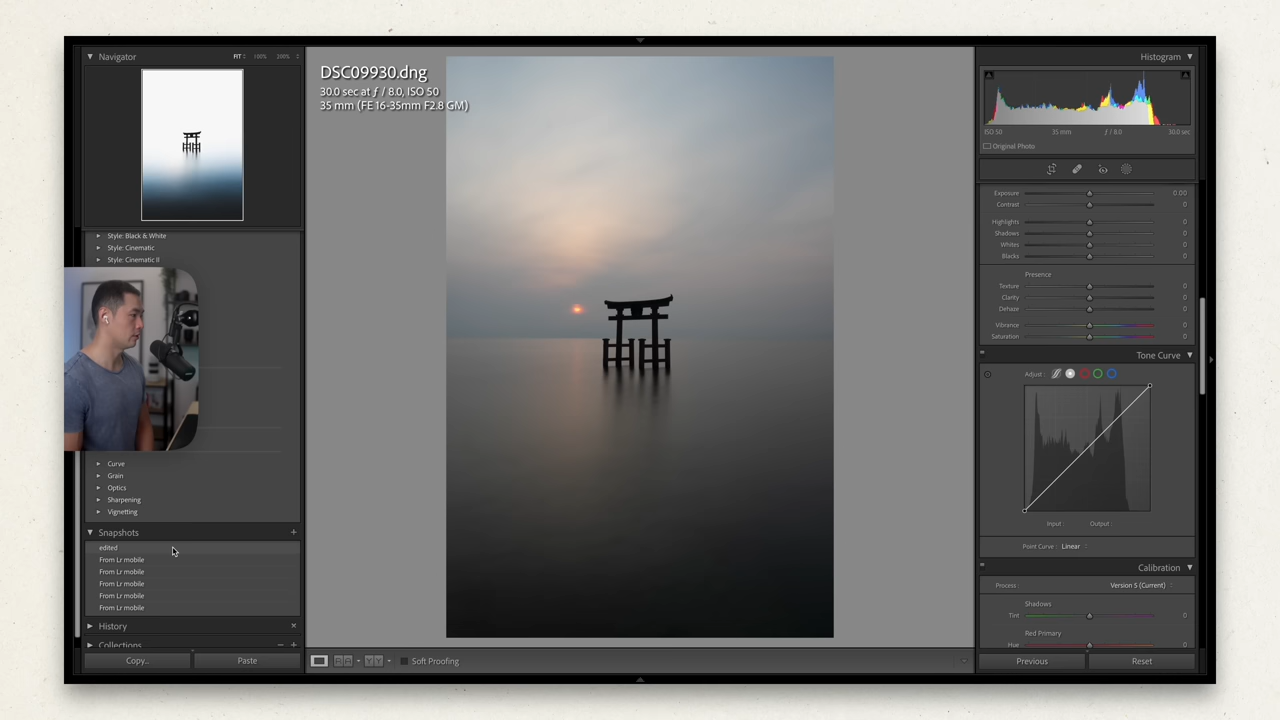 Navigator
FIT 100% 200%
Style: Black & White
Style: Cinematic
Style: Cinematic II
Curve
Grain
Optics
Sharpening
Vignetting
Snapshots
edited
From Lr mobile
From Lr mobile
From Lr mobile
From Lr mobile
From Lr mobile
History
Collections
Copy... Paste
DSC09930.dng
30.0 sec at ƒ / 8.0, ISO 50
35 mm (FE 16-35mm F2.8 GM)
Soft Proofing
Histogram
ISO 50 35 mm ƒ / 8.0 30.0 sec
Original Photo
Exposure 0.00
Contrast 0
Highlights 0
Shadows 0
Whites 0
Blacks 0
Presence
Texture 0
Clarity 0
Dehaze 0
Vibrance 0
Saturation 0
Tone Curve
Adjust :
Input : Output :
Point Curve : Linear
Calibration
Process : Version 5 (Current)
Shadows
Tint 0
Red Primary
Hue 0
Previous Reset